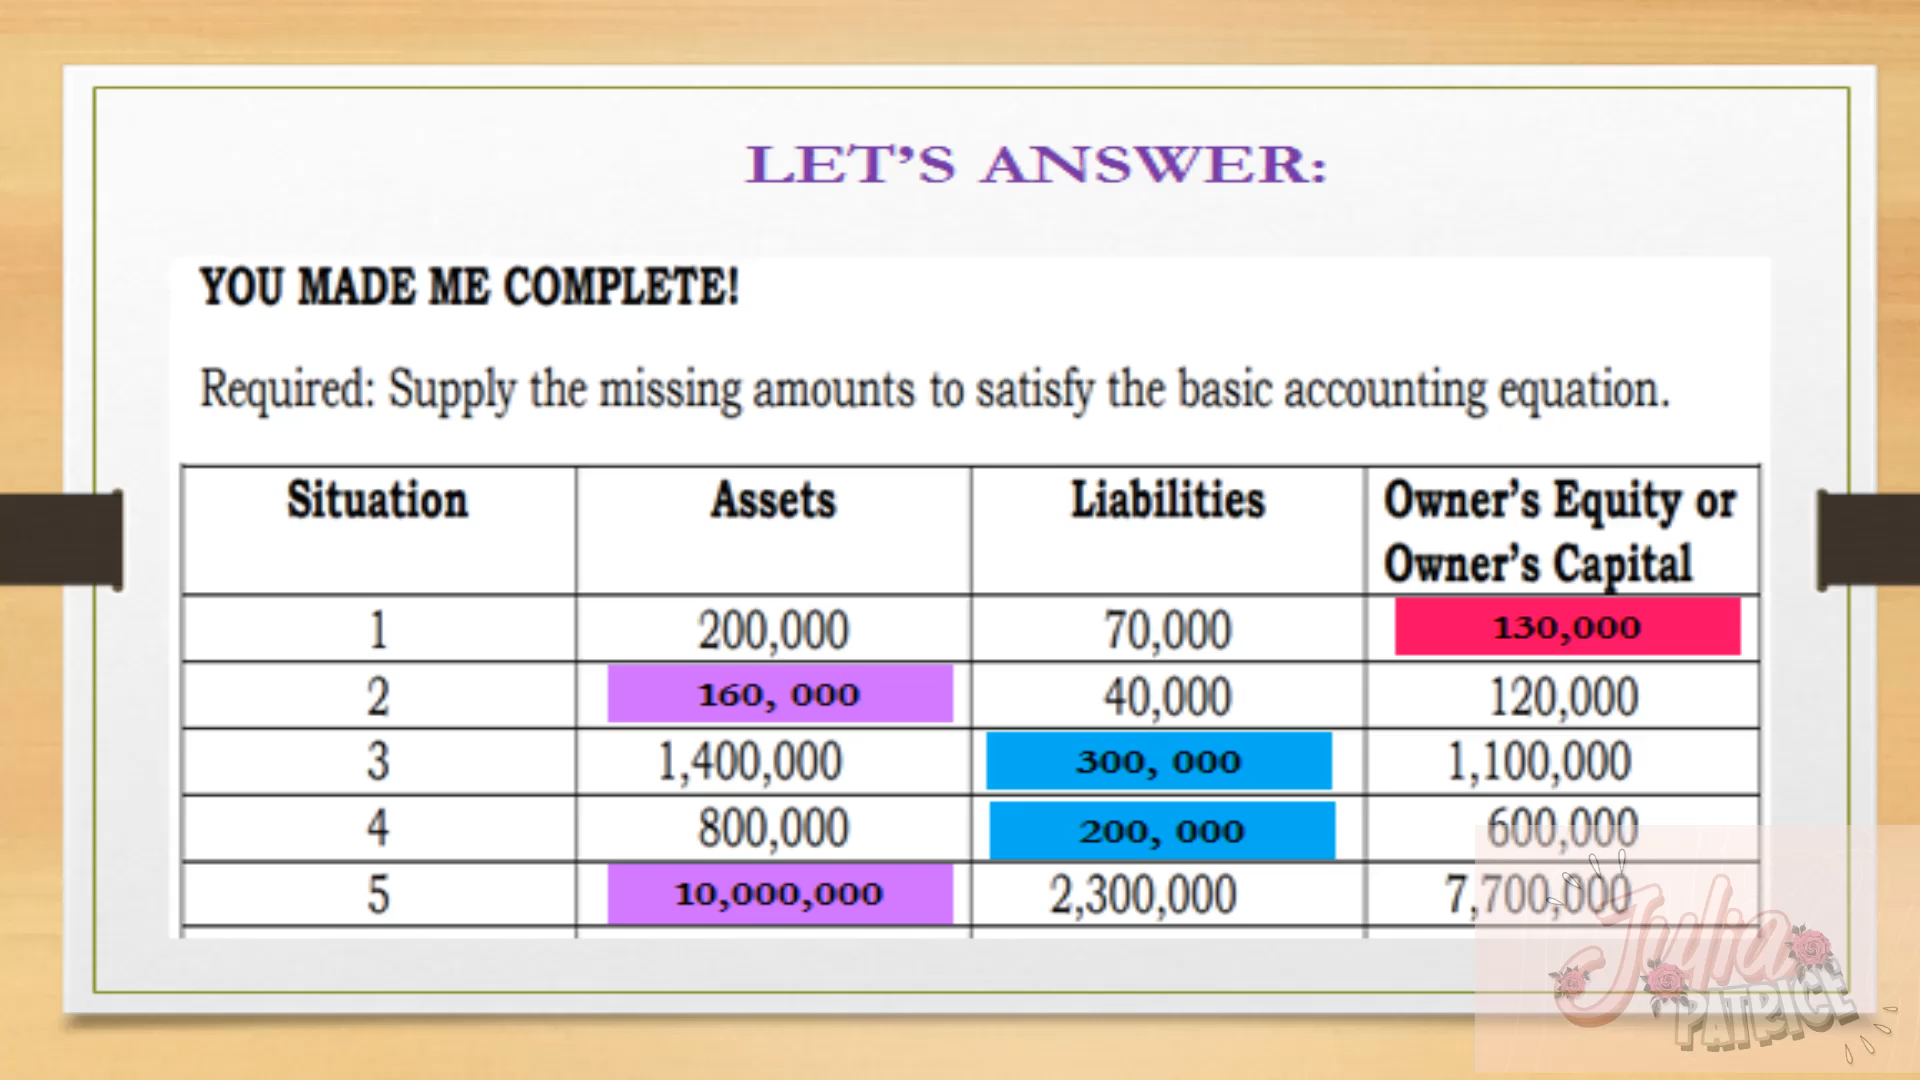 LET'S ANSWER:
YOU MADE ME COMPLETE!
Required: Supply the missing amounts to satisfy the basic accounting equation.
Situation Assets Liabilities Owner's Equity or Owner's Capital
1 200,000 70,000 130,000
2 160, 000 40,000 120,000
3 1,400,000 300, 000 1,100,000
4 800,000 200, 000 600,000
5 10,000,000 2,300,000 7,700,000
Julia
PATRICE